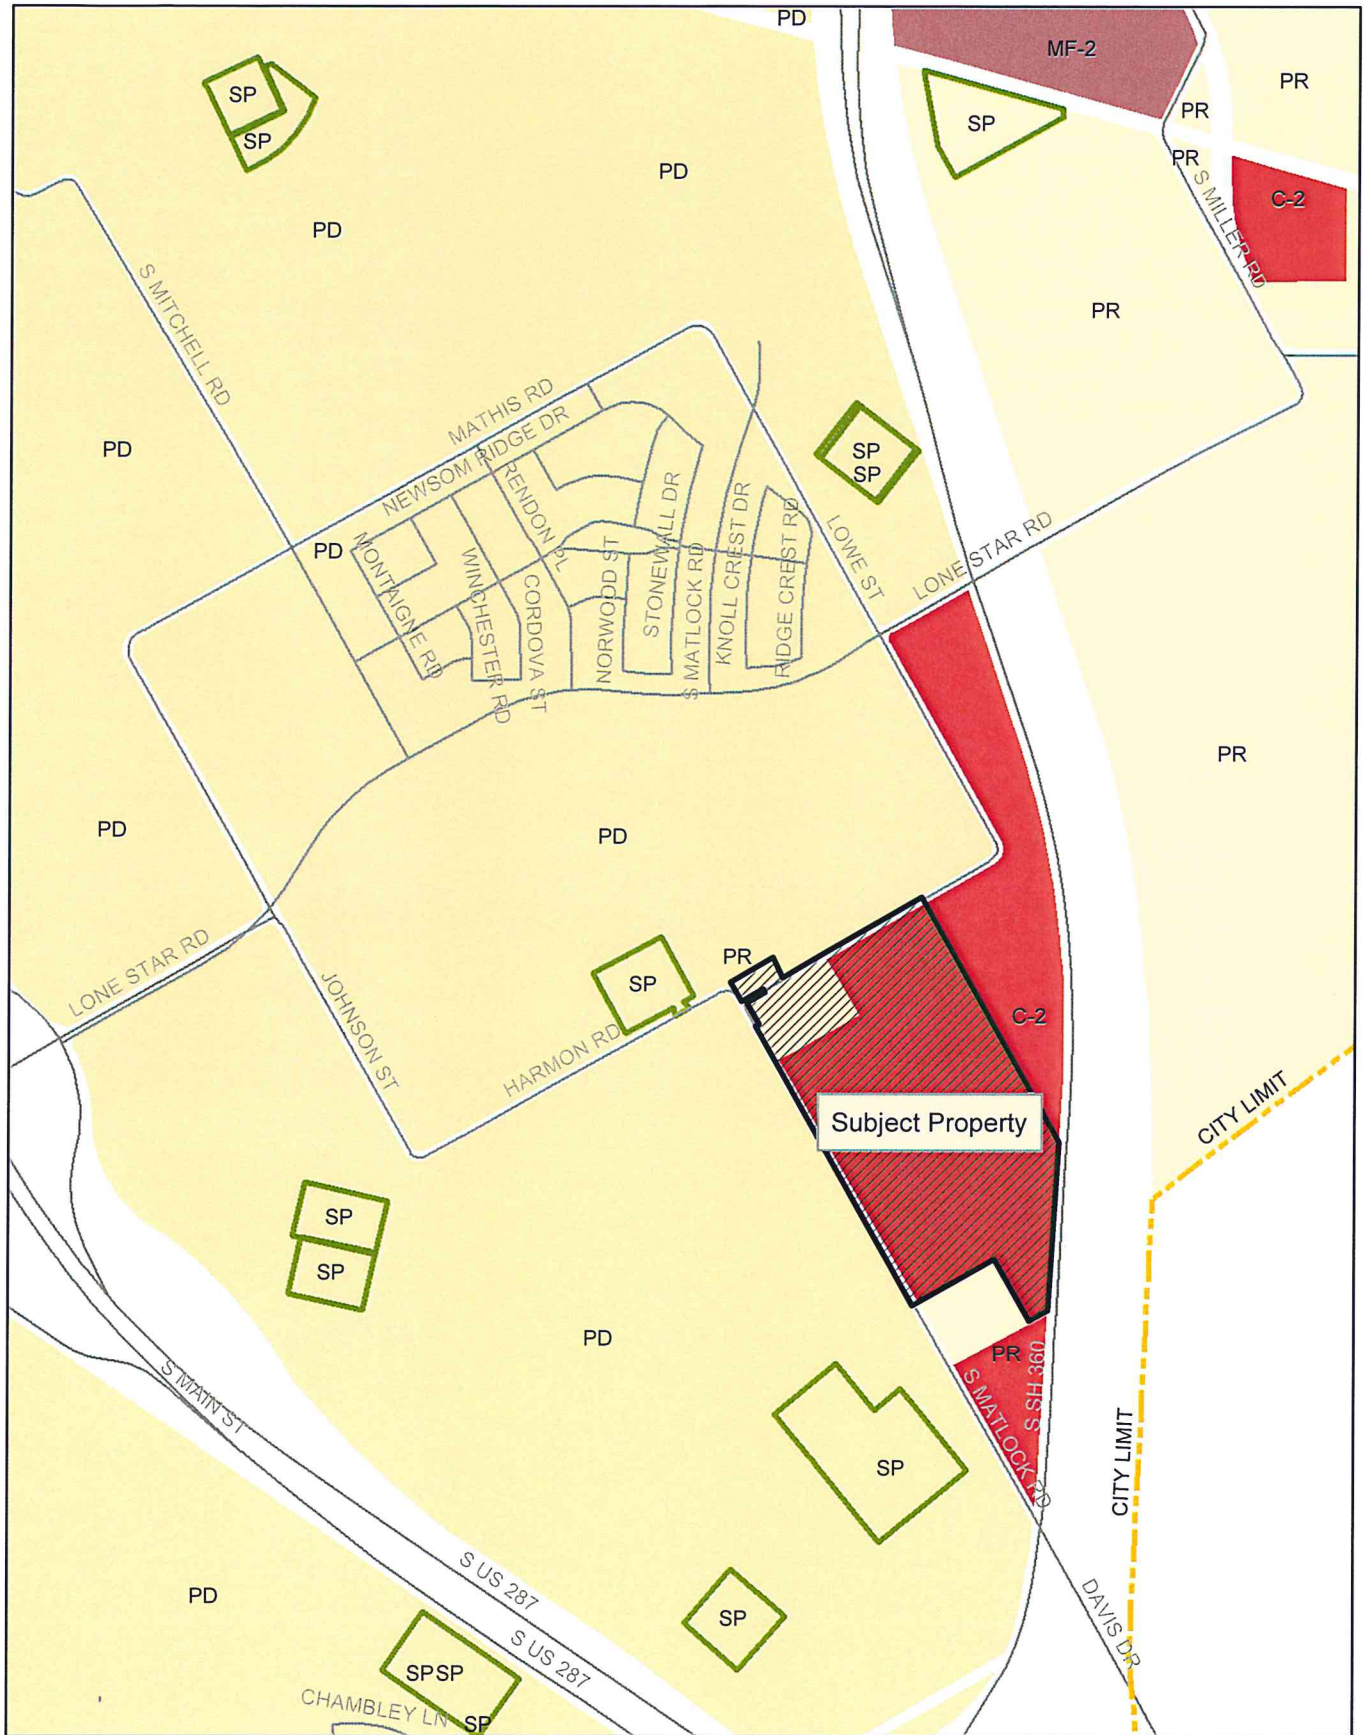 PD
MF-2
PR
SP
SP
PR
SP
PR
PD
C-2
S MILLER RD
PD
S MITCHELL RD
PR
MATHIS RD
NEWSOM RIDGE DR
PD
SP
SP
RENDON PL
STONEWALL DR
KNOLL CREST DR
RIDGE CREST RD
LOWE ST
LONE STAR RD
PD
MONTAIGNE RD
WINCHESTER RD
CORDOVA ST
NORWOOD ST
S MATLOCK RD
PR
PD
PD
LONE STAR RD
PR
SP
JOHNSON ST
C-2
HARMON RD
Subject Property
CITY LIMIT
SP
SP
PD
PR
S SH 360
S MATLOCK RD
S MAIN ST
CITY LIMIT
SP
S US 287
PD
SP
DAVIS DR
S US 287
SP SP
CHAMBLEY LN
SP